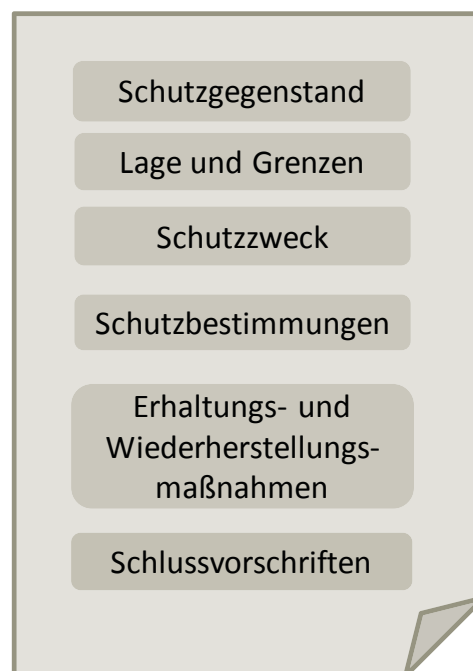 Schutzgegenstand
Lage und Grenzen
Schutzzweck
Schutzbestimmungen
Erhaltungs- und
Wiederherstellungs-
maßnahmen
Schlussvorschriften